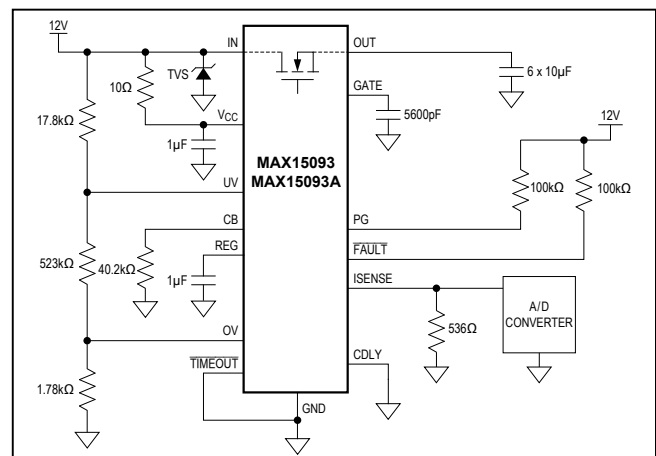 12V
IN
OUT
TVS
10Ω
6 x 10µF
GATE
17.8kΩ
5600pF
12V
VCC
1µF
MAX15093
MAX15093A
100kΩ
100kΩ
UV
CB
PG
REG
FAULT
523kΩ
40.2kΩ
1µF
ISENSE
A/D
CONVERTER
536Ω
OV
TIMEOUT
CDLY
1.78kΩ
GND